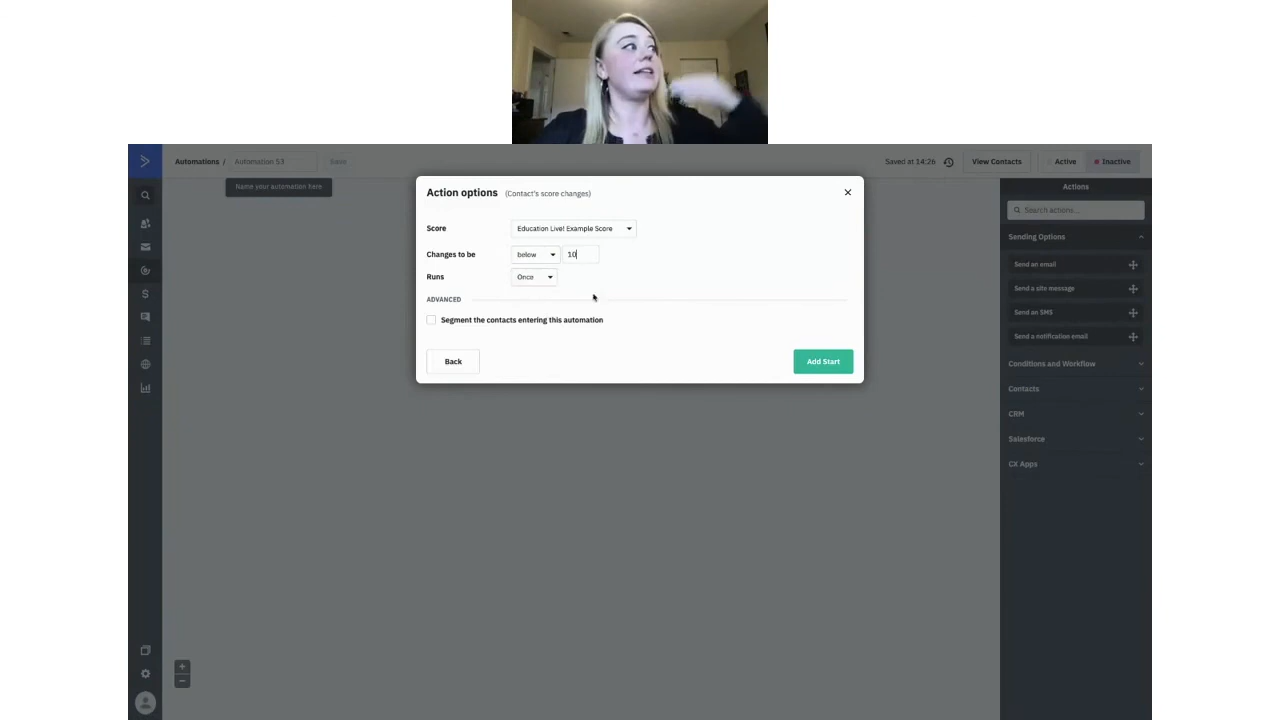 Automations / Automation 53 Save
Saved at 14:26 View Contacts Active Inactive
Name your automation here
Action options (Contact's score changes)
Score Education Live! Example Score
Changes to be below 10
Runs Once
ADVANCED
Segment the contacts entering this automation
Back Add Start
Actions
Search actions...
Sending Options
Send an email
Send a site message
Send an SMS
Send a notification email
Conditions and Workflow
Contacts
CRM
Salesforce
CX Apps